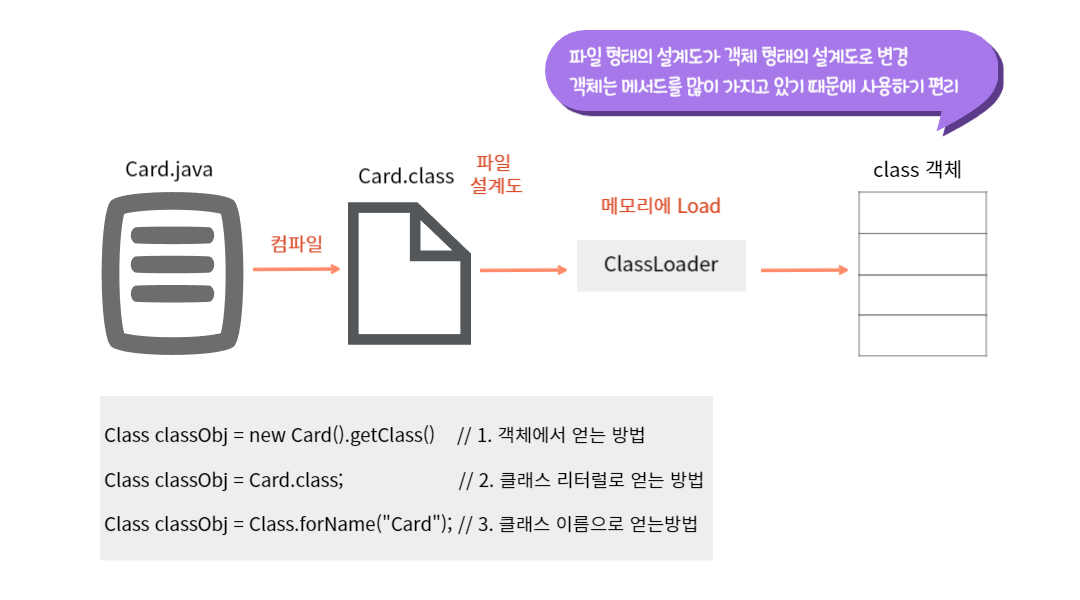 파일 형태의 설계도가 객체 형태의 설계도로 변경
객체는 메서드를 많이 가지고 있기 때문에 사용하기 편리
Card.java
컴파일
Card.class
파일
설계도
메모리에 Load
ClassLoader
class 객체
Class classObj = new Card().getClass() // 1. 객체에서 얻는 방법
Class classObj = Card.class; // 2. 클래스 리터럴로 얻는 방법
Class classObj = Class.forName("Card"); // 3. 클래스 이름으로 얻는방법